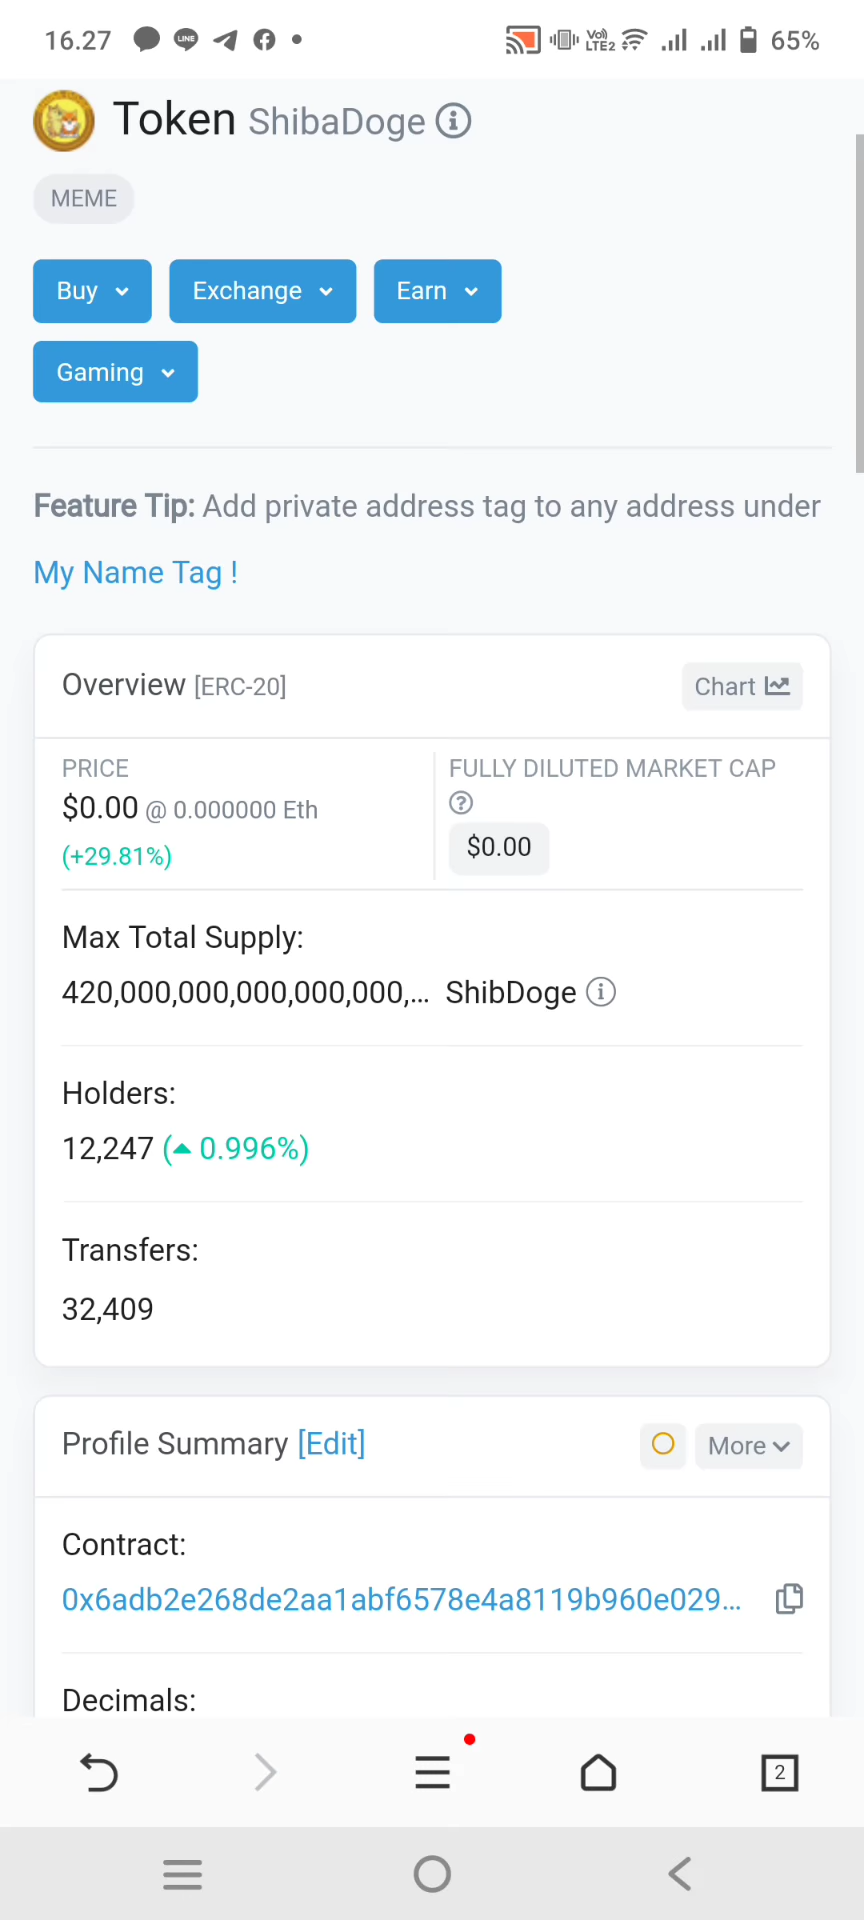 16.27 LINE VoD LTE2 65%
Token ShibaDoge
MEME
Buy Exchange Earn
Gaming
Feature Tip: Add private address tag to any address under
My Name Tag !
Overview [ERC-20] Chart
PRICE
$0.00 @ 0.000000 Eth
(+29.81%)
FULLY DILUTED MARKET CAP
$0.00
Max Total Supply:
420,000,000,000,000,000,... ShibDoge
Holders:
12,247 (▲ 0.996%)
Transfers:
32,409
Profile Summary [Edit] More
Contract:
0x6adb2e268de2aa1abf6578e4a8119b960e029...
Decimals:
2